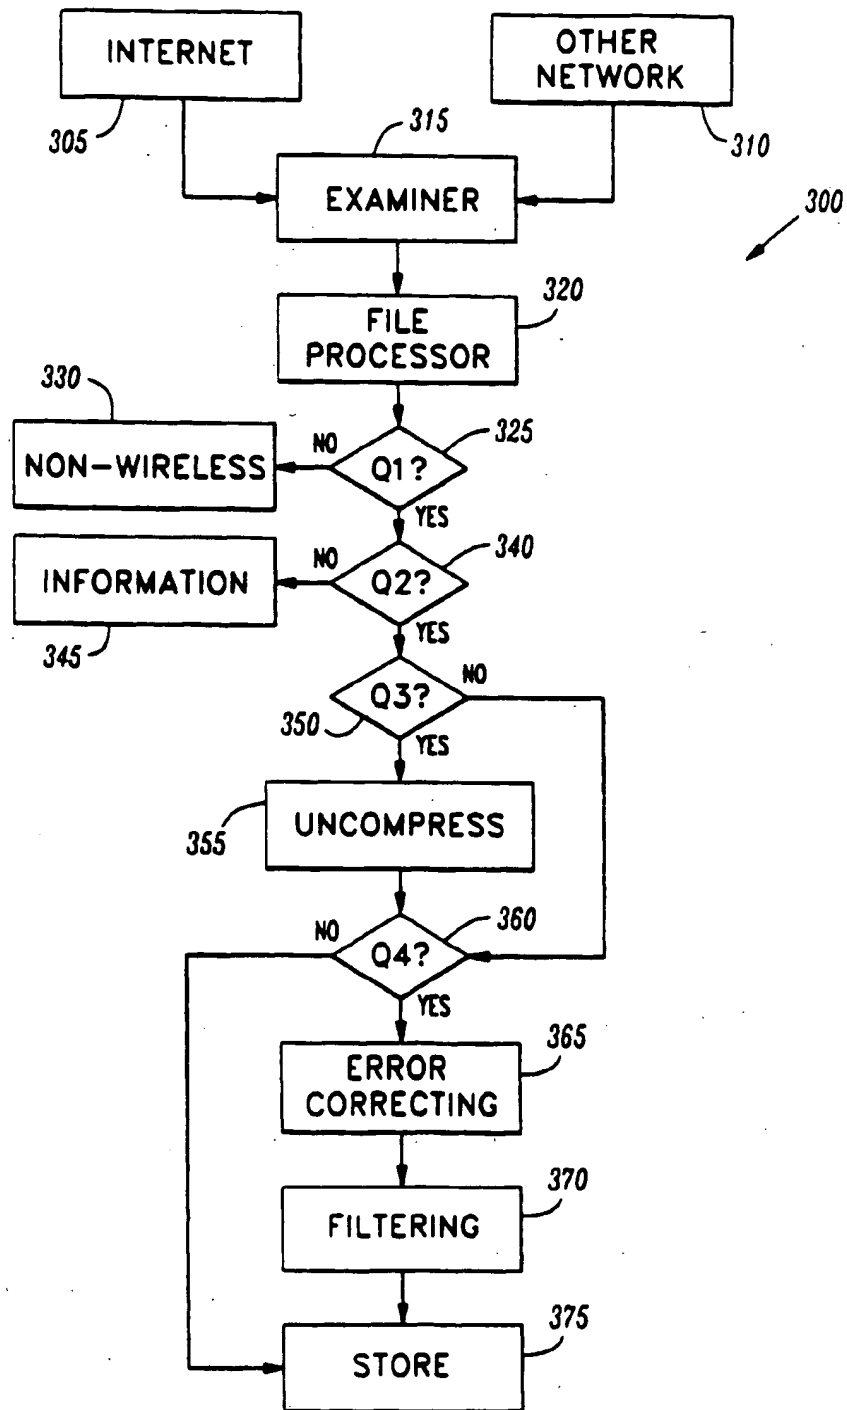 INTERNET
OTHER
NETWORK
305
315
310
EXAMINER
300
320
FILE
PROCESSOR
330
325
NO
NON-WIRELESS
Q1?
YES
340
NO
INFORMATION
Q2?
345
YES
NO
Q3?
350
YES
UNCOMPRESS
355
360
NO
Q4?
YES
365
ERROR
CORRECTING
370
FILTERING
375
STORE